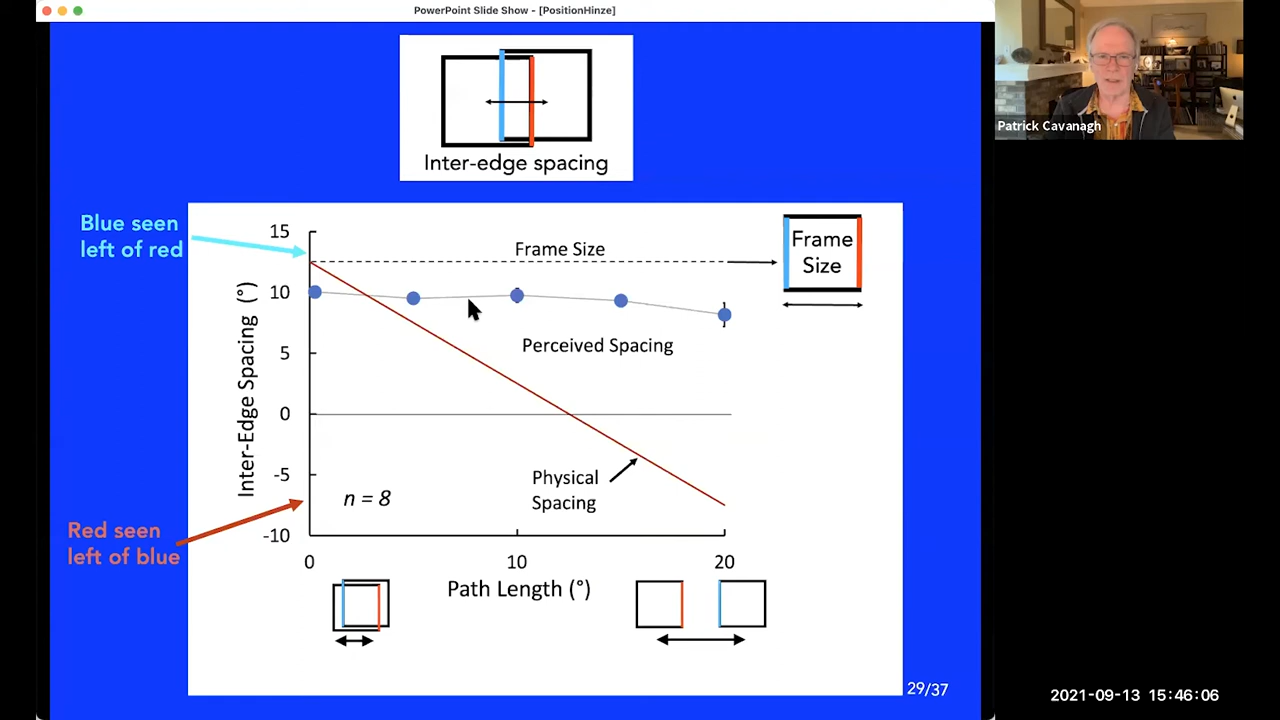 PowerPoint Slide Show - [PositionHinze]
Patrick Cavanagh
Inter-edge spacing
Blue seen
left of red
Red seen
left of blue
Inter-Edge Spacing (°)
15
10
5
0
-5
-10
Frame Size
Frame
Size
Perceived Spacing
Physical
Spacing
n = 8
0
10
20
Path Length (°)
29/37
2021-09-13 15:46:06